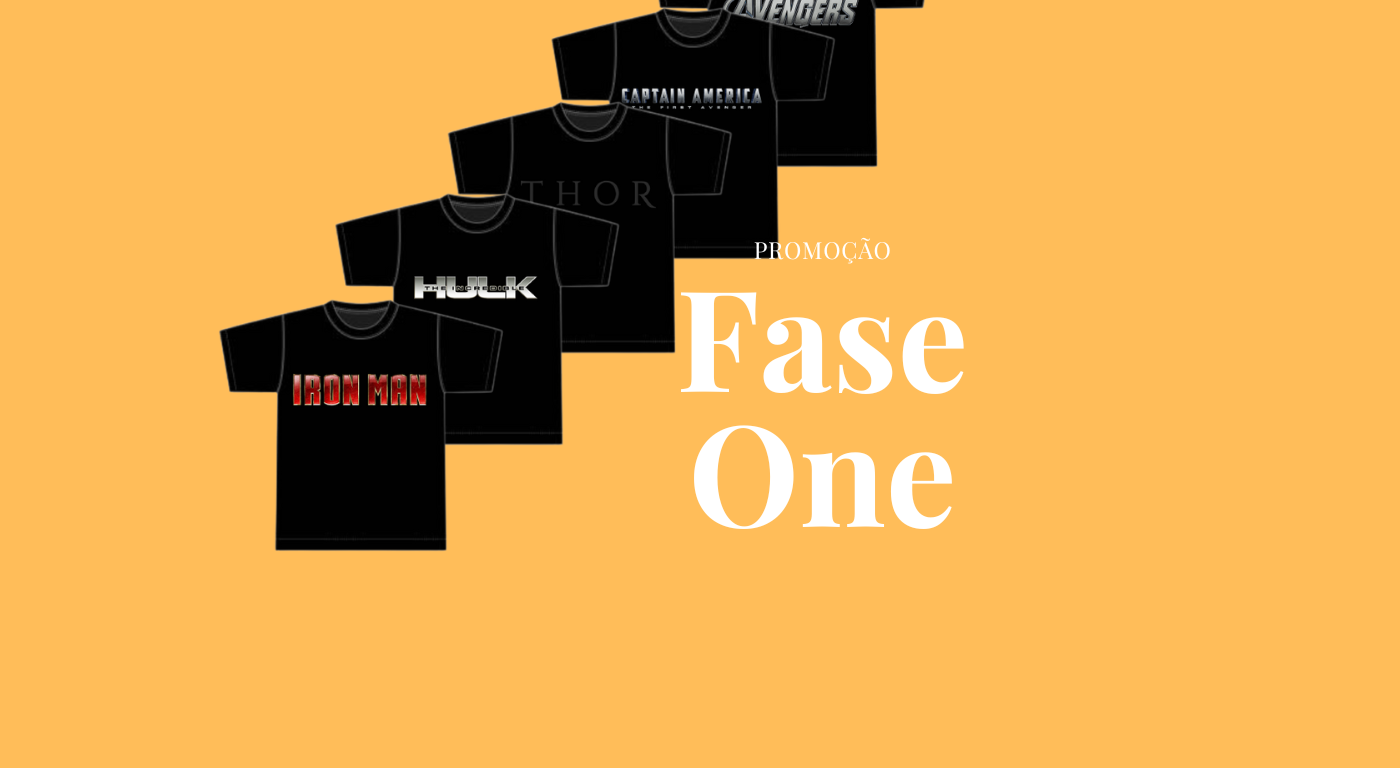 AVENGERS
CAPTAIN AMERICA
THE FIRST AVENGER
THOR
HULK
THE INCREDIBLE
IRON MAN
PROMOÇÃO
Fase
One